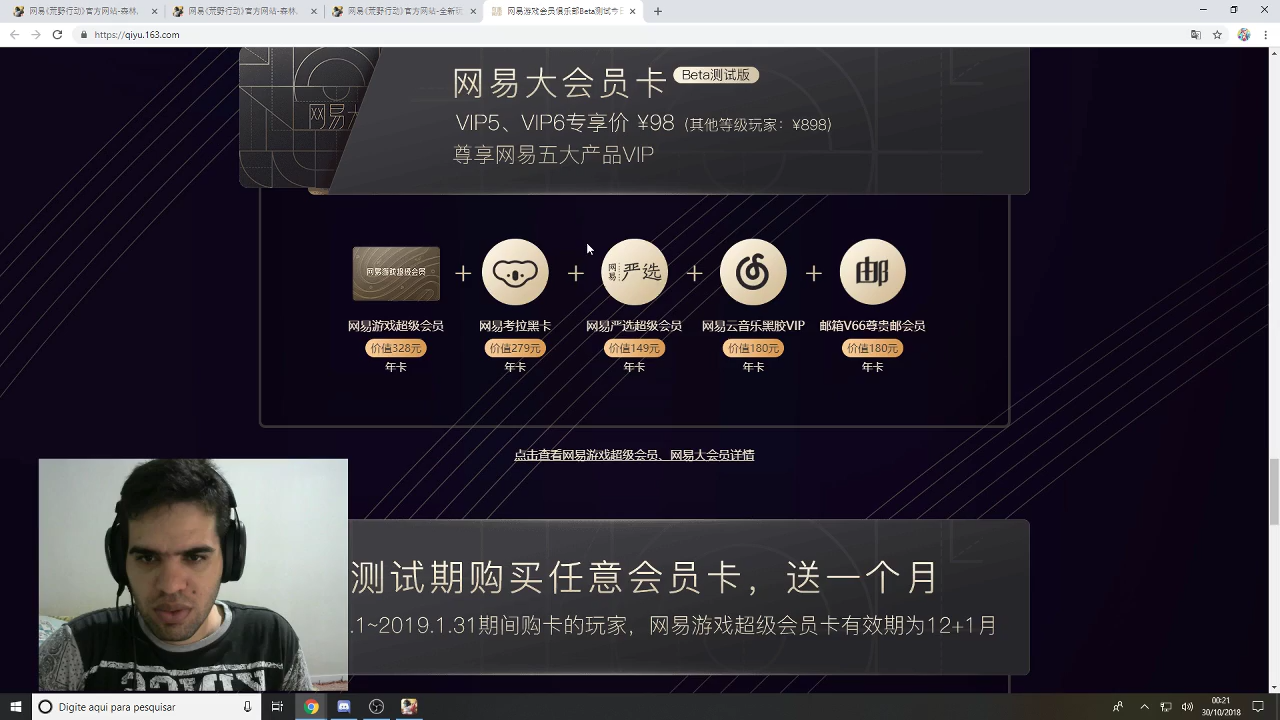 网易《荒野行动》官方网站-森林,
网易《荒野行动》官方网站-森林,
网易《荒野行动》官方网站-全新玩
网易游戏会员俱乐部Beta测试专
https://qiyu.163.com
网易大会员卡 Beta测试版
VIP5、VIP6专享价 ¥98 (其他等级玩家：¥898)
尊享网易五大产品VIP
网易游戏超级会员
网易 严选
邮
网易游戏超级会员 网易考拉黑卡 网易严选超级会员 网易云音乐黑胶VIP 邮箱V66尊贵邮会员
价值328元 价值279元 价值149元 价值180元 价值180元
年卡 年卡 年卡 年卡 年卡
点击查看网易游戏超级会员、网易大会员详情
测试期购买任意会员卡，送一个月
.1~2019.1.31期间购卡的玩家，网易游戏超级会员卡有效期为12+1月
Digite aqui para pesquisar
00:21
30/10/2018